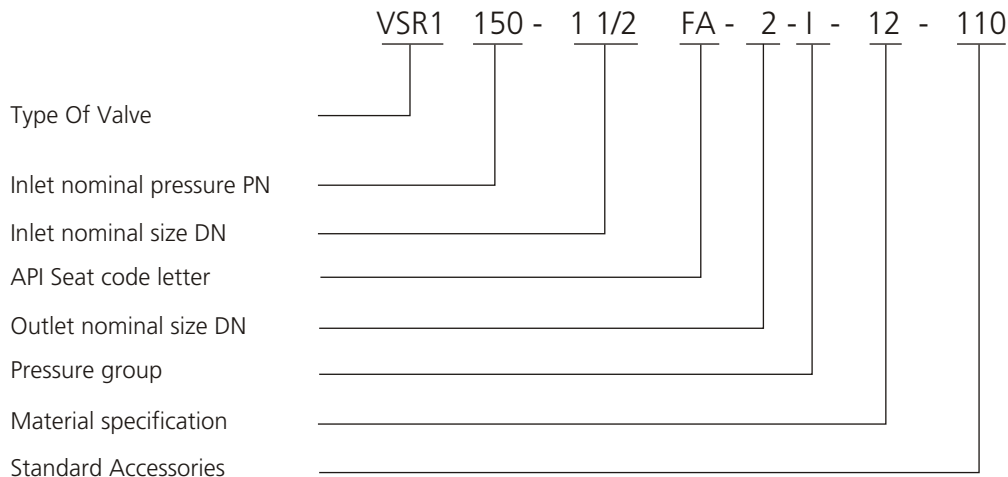 VSR1 150 - 1 1/2 FA - 2 - I - 12 - 110
Type Of Valve
Inlet nominal pressure PN
Inlet nominal size DN
API Seat code letter
Outlet nominal size DN
Pressure group
Material specification
Standard Accessories